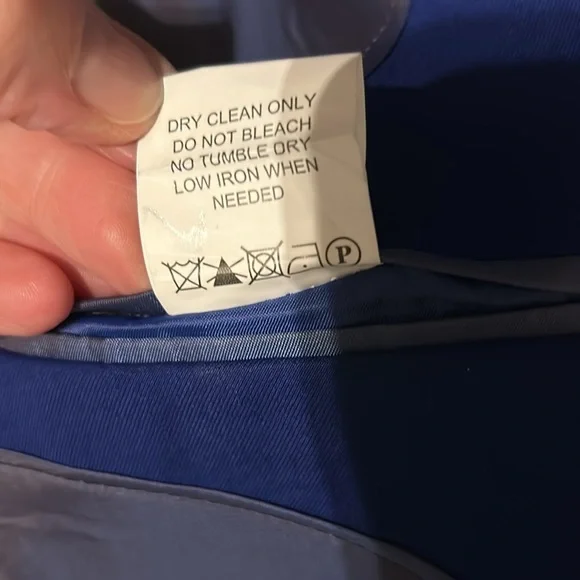 DRY CLEAN ONLY
DO NOT BLEACH
NO TUMBLE DRY
LOW IRON WHEN
NEEDED
P